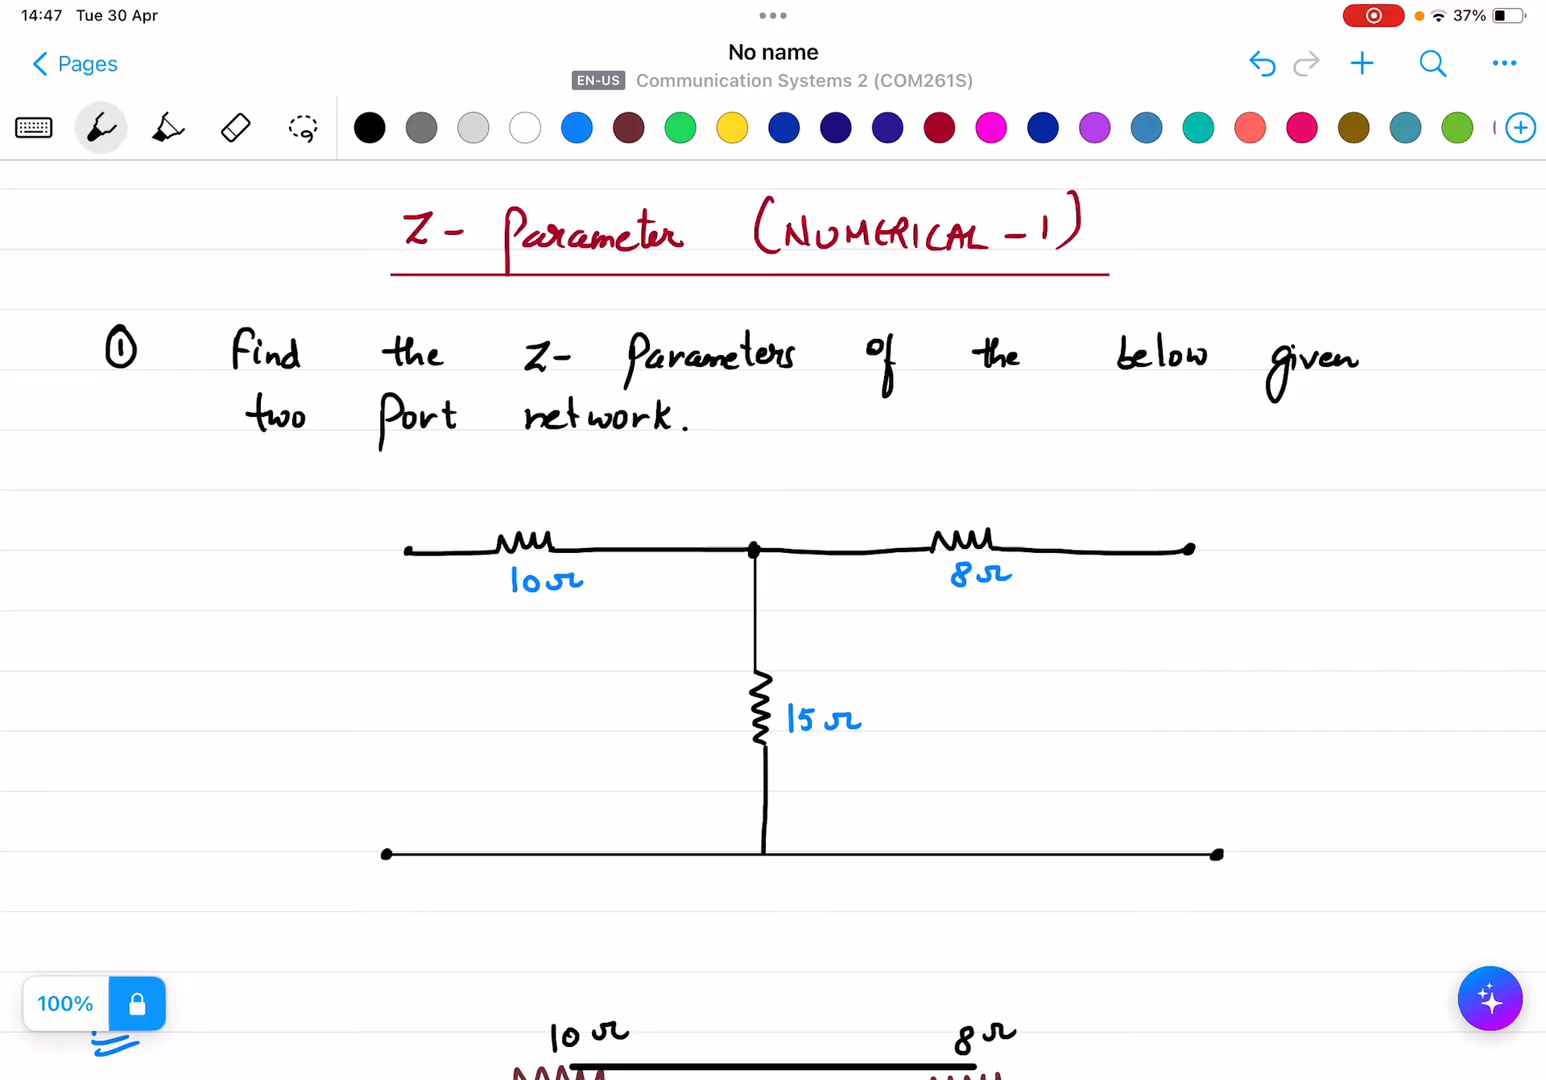 14:47 Tue 30 Apr
37%
Pages
No name
EN-US Communication Systems 2 (COM261S)
Z- Parameter (NUMERICAL-1)
① Find the Z- Parameters of the below given
two Port network.
10Ω
8Ω
15Ω
100%
10Ω
8Ω